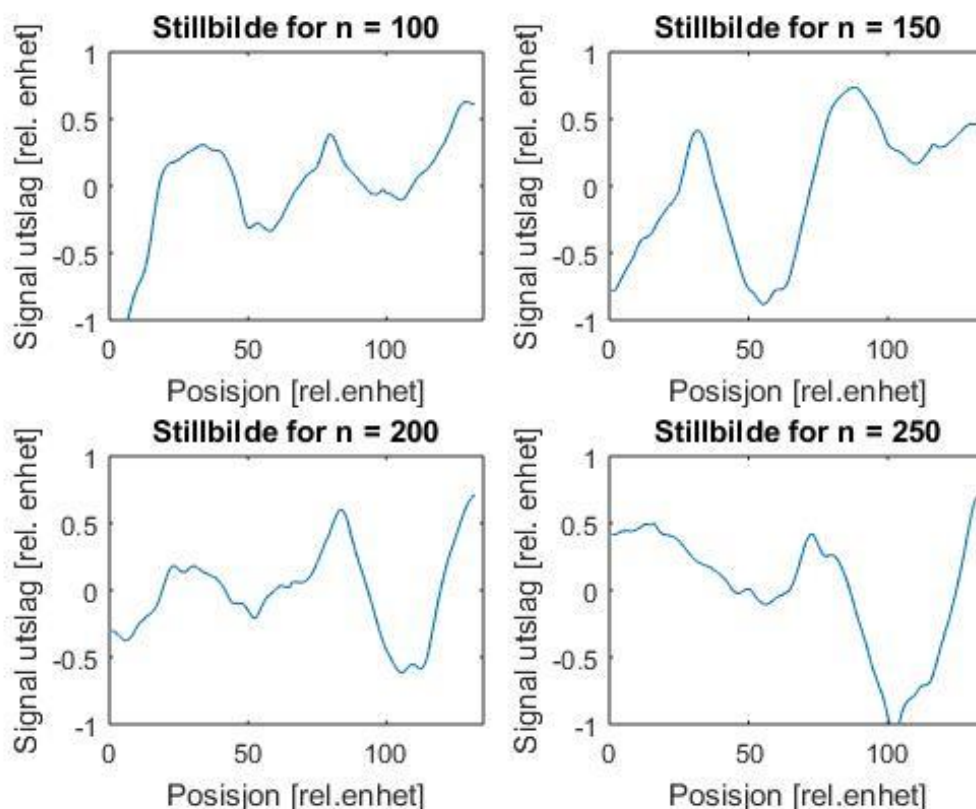 Stillbilde for n = 100
Signal utslag [rel. enhet]
1
0.5
0
-0.5
-1
0 50 100
Posisjon [rel.enhet]
Stillbilde for n = 150
Signal utslag [rel. enhet]
1
0.5
0
-0.5
-1
0 50 100
Posisjon [rel.enhet]
Stillbilde for n = 200
Signal utslag [rel. enhet]
1
0.5
0
-0.5
-1
0 50 100
Posisjon [rel.enhet]
Stillbilde for n = 250
Signal utslag [rel. enhet]
1
0.5
0
-0.5
-1
0 50 100
Posisjon [rel.enhet]